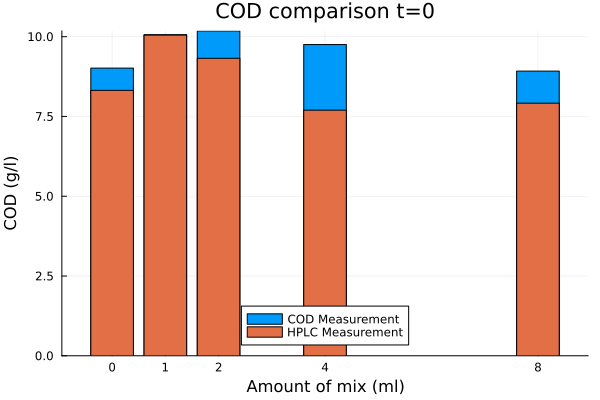 COD comparison t=0
COD (g/l)
10.0
7.5
5.0
2.5
0.0
COD Measurement
HPLC Measurement
0 1 2 4 8
Amount of mix (ml)